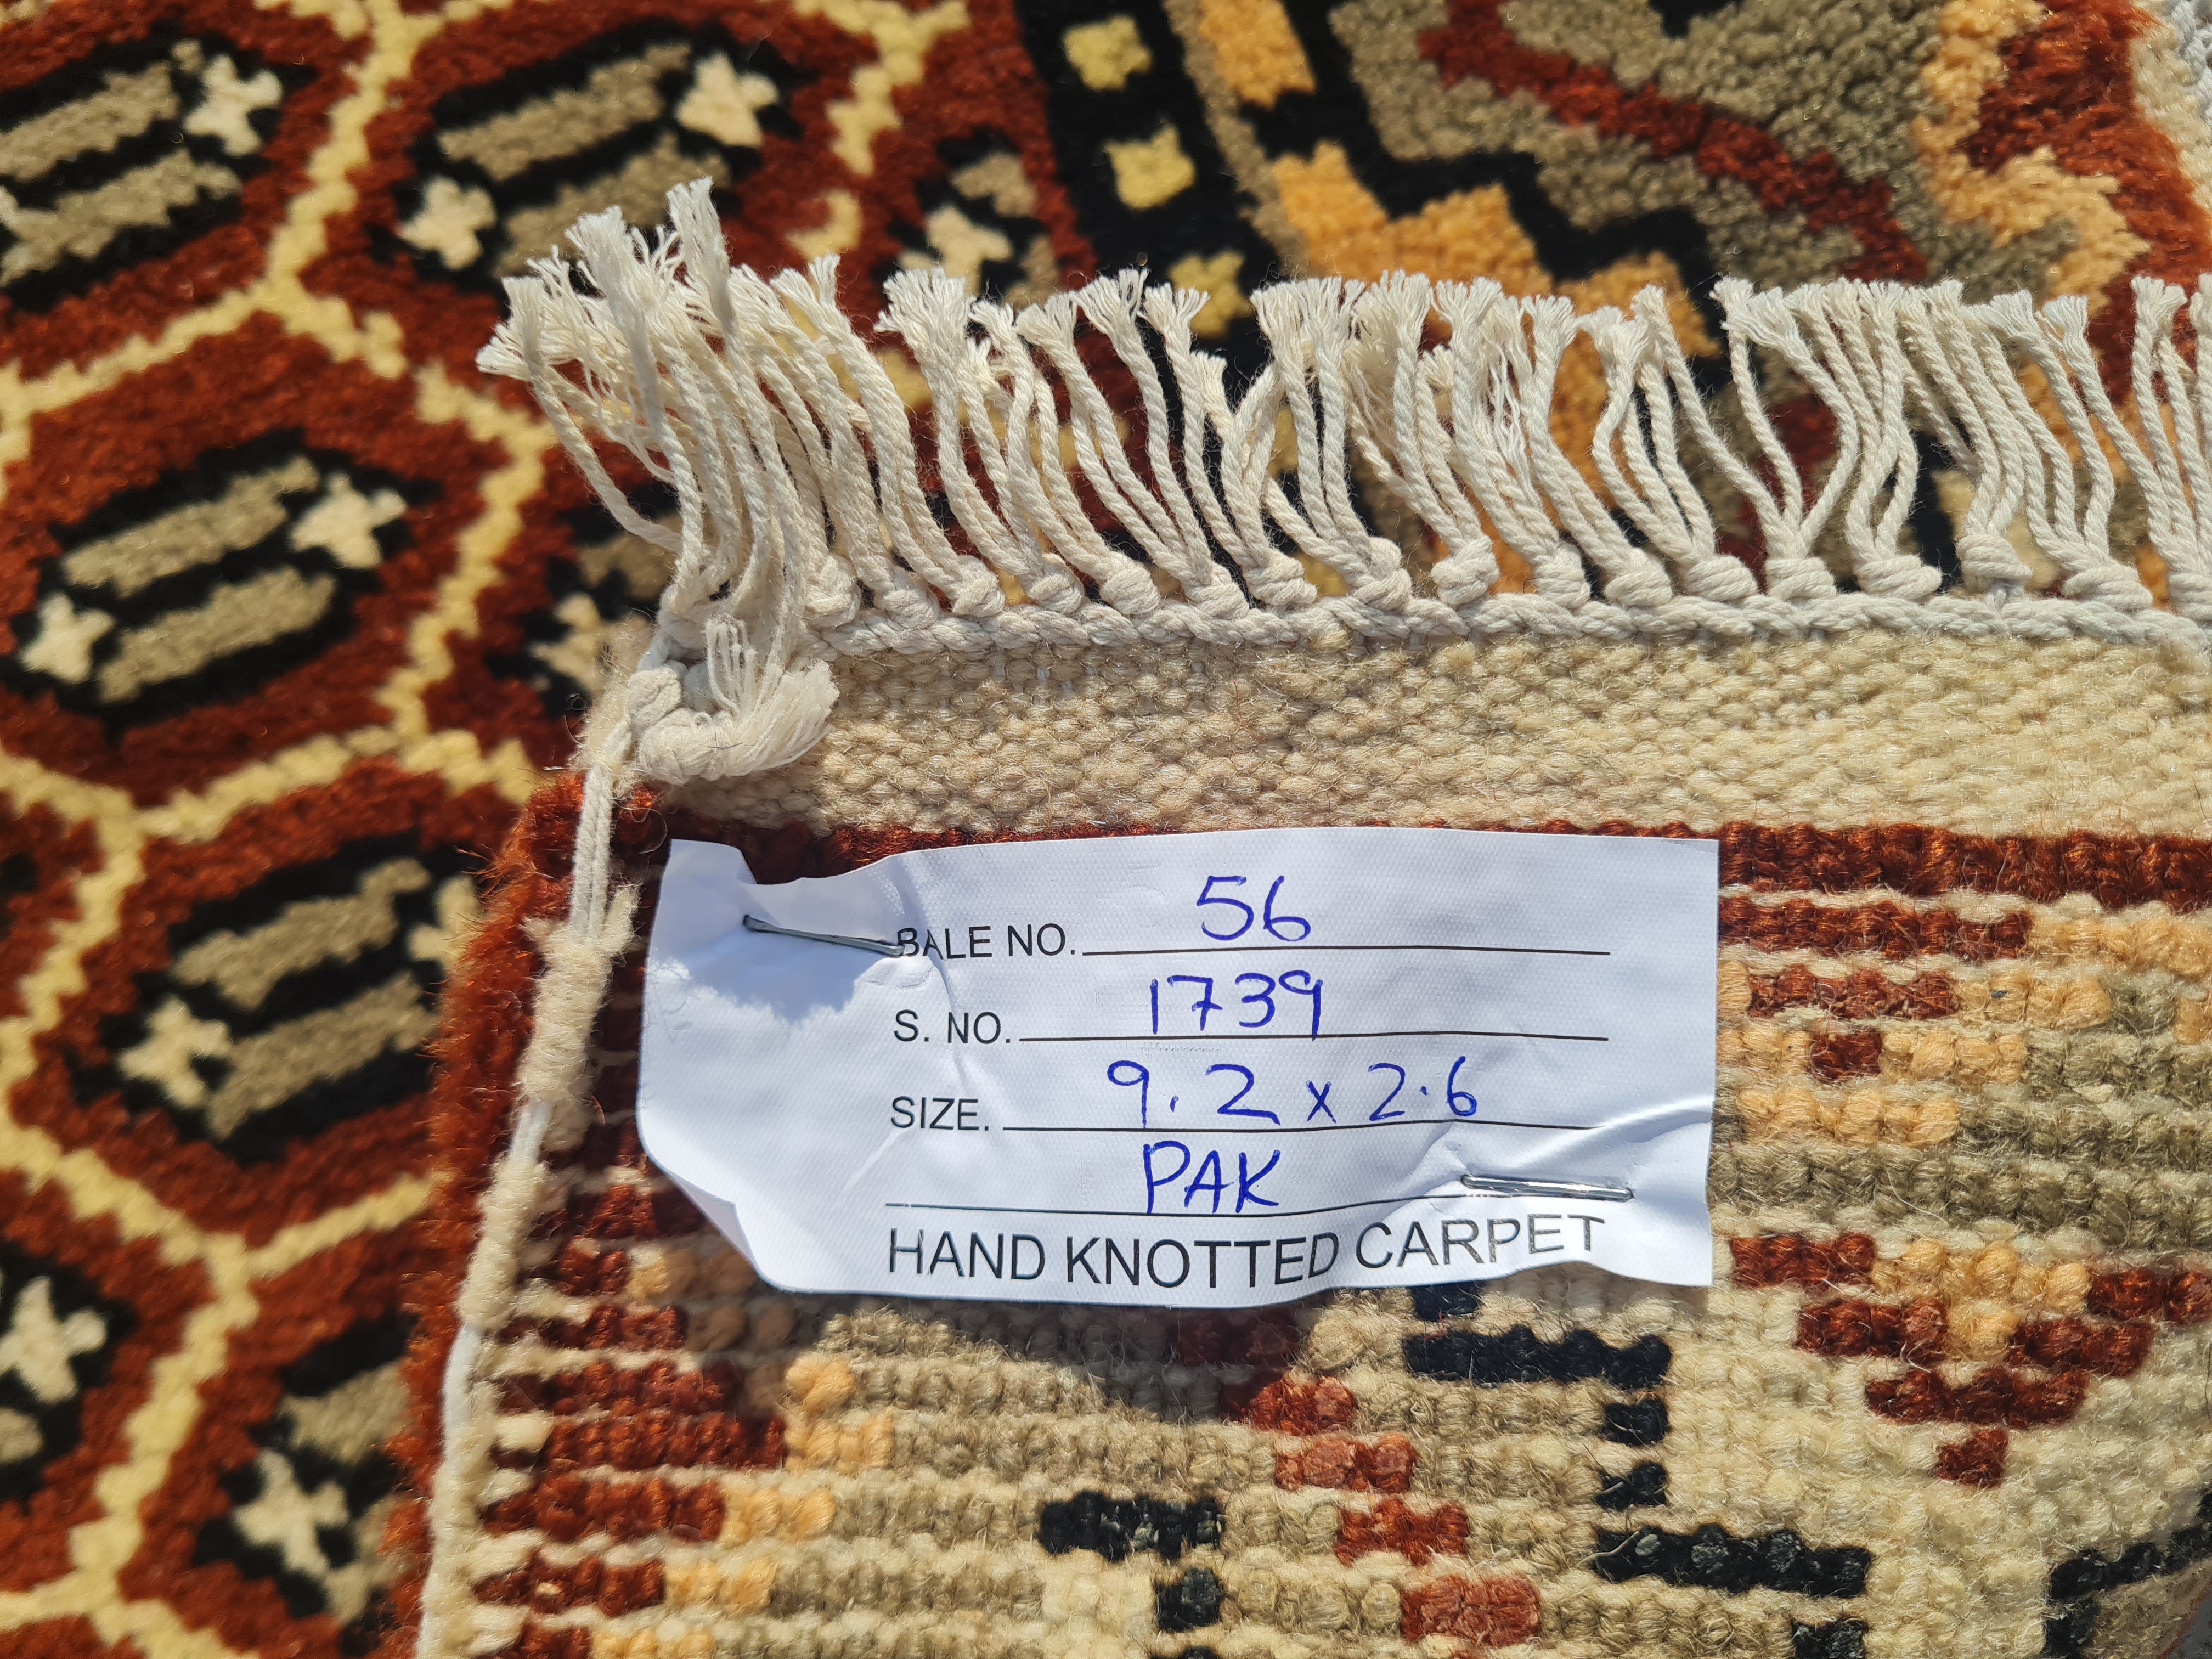 BALE NO. 56
S. NO. 1739
SIZE. 9.2 x 2.6
PAK
HAND KNOTTED CARPET